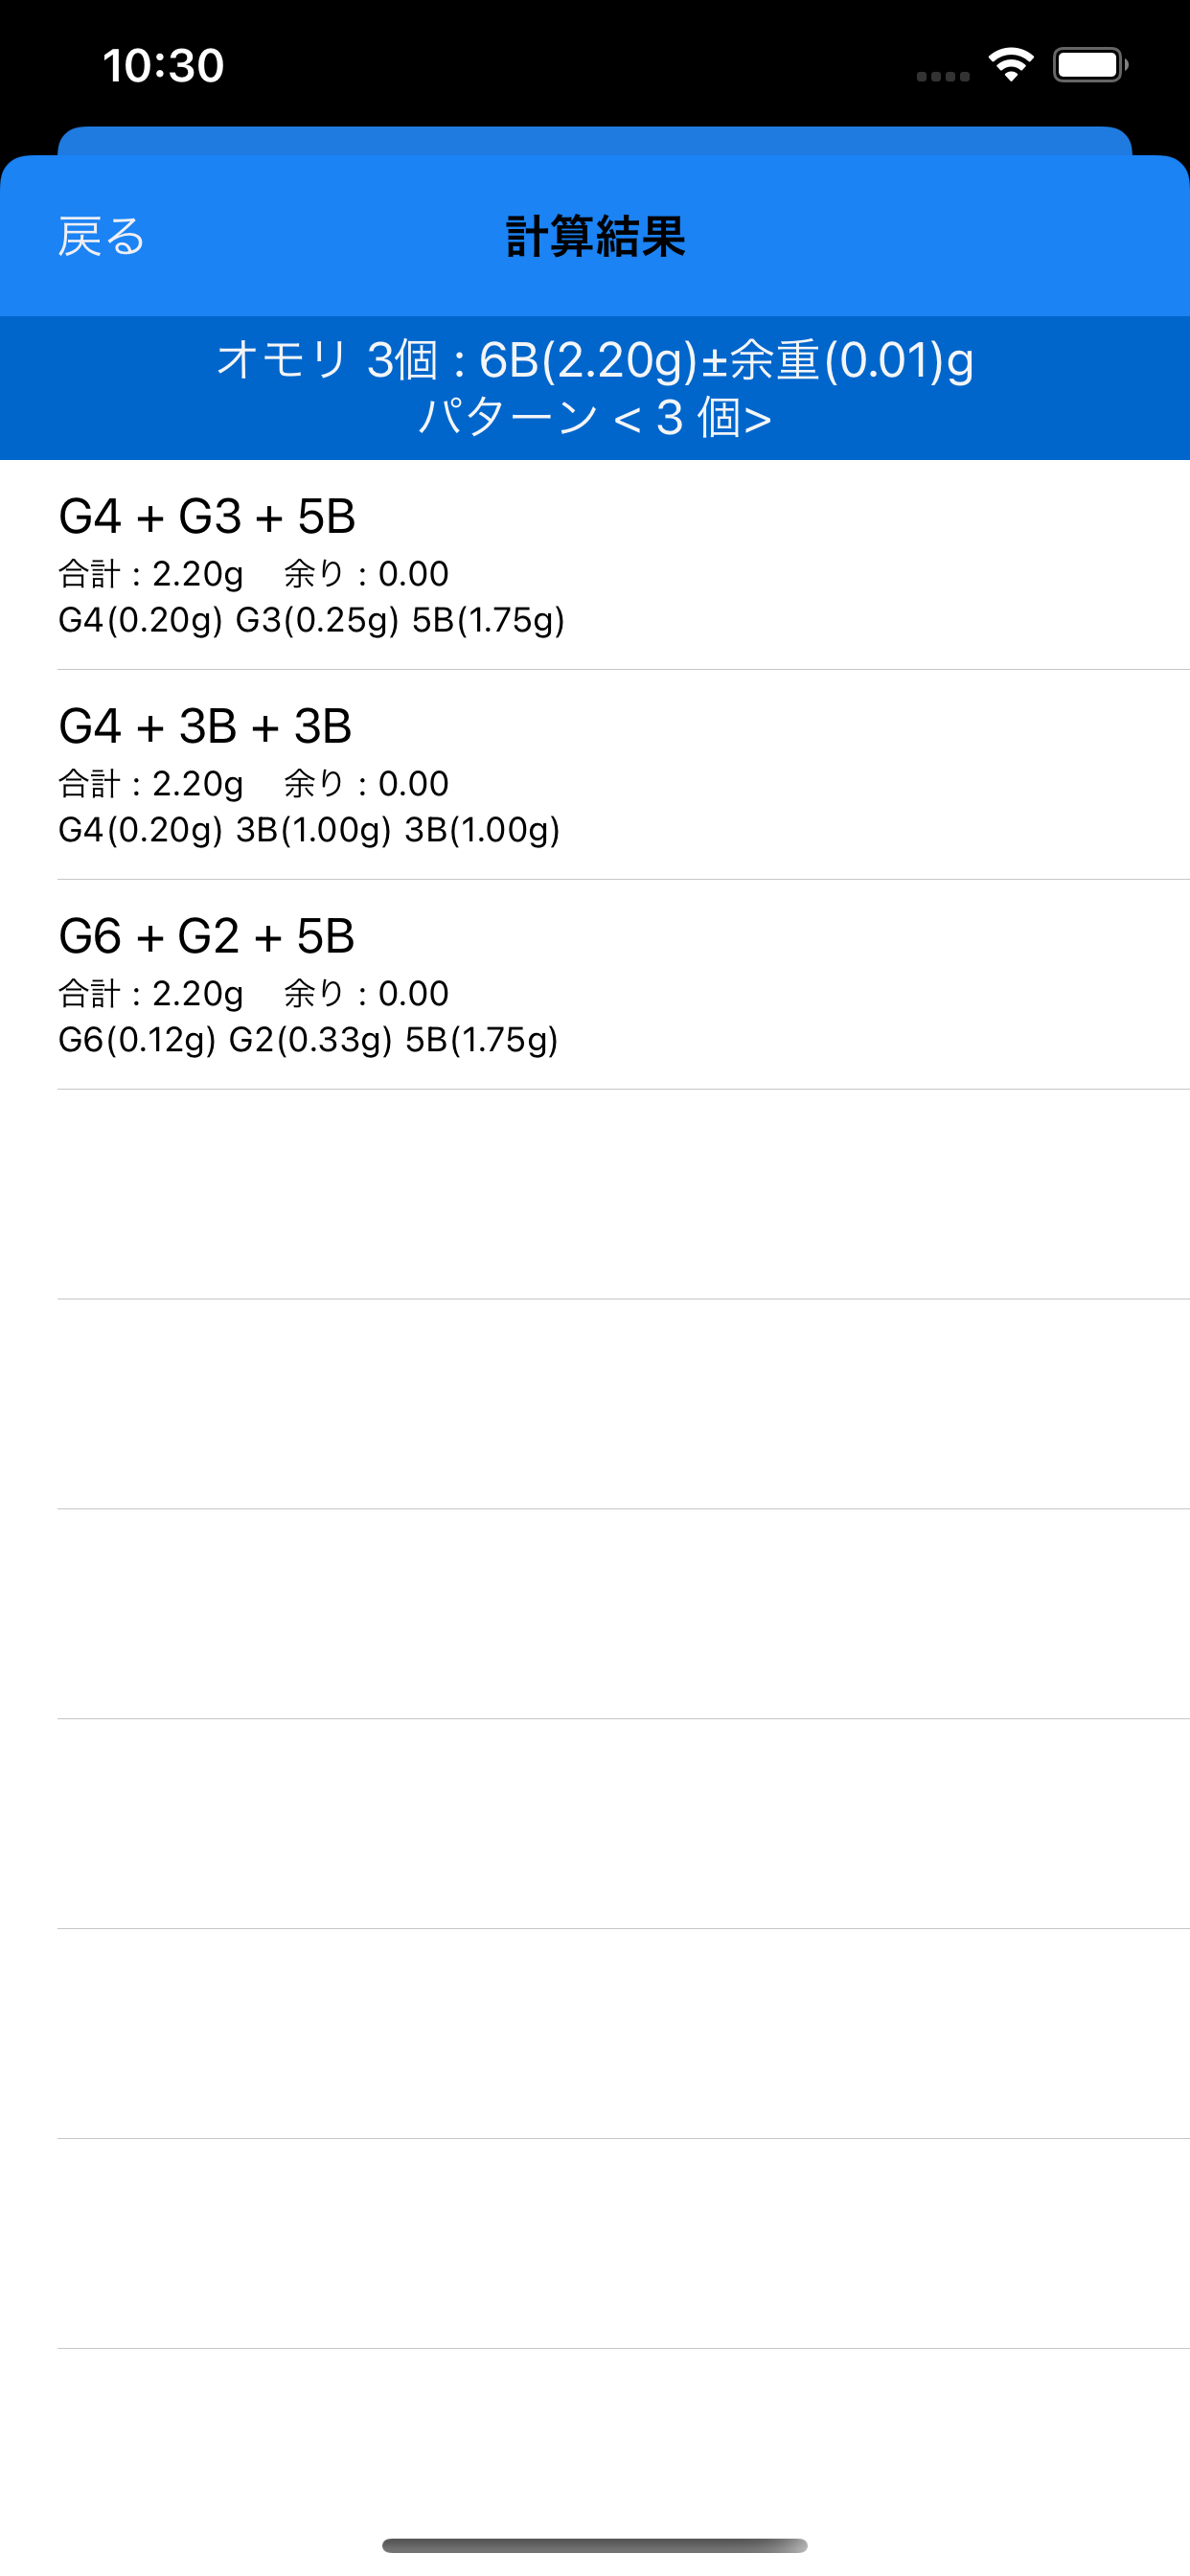 10:30
戻る
計算結果
オモリ 3個 : 6B(2.20g)±余重(0.01)g
パターン < 3 個>
G4 + G3 + 5B
合計 : 2.20g 余り : 0.00
G4(0.20g) G3(0.25g) 5B(1.75g)
G4 + 3B + 3B
合計 : 2.20g 余り : 0.00
G4(0.20g) 3B(1.00g) 3B(1.00g)
G6 + G2 + 5B
合計 : 2.20g 余り : 0.00
G6(0.12g) G2(0.33g) 5B(1.75g)